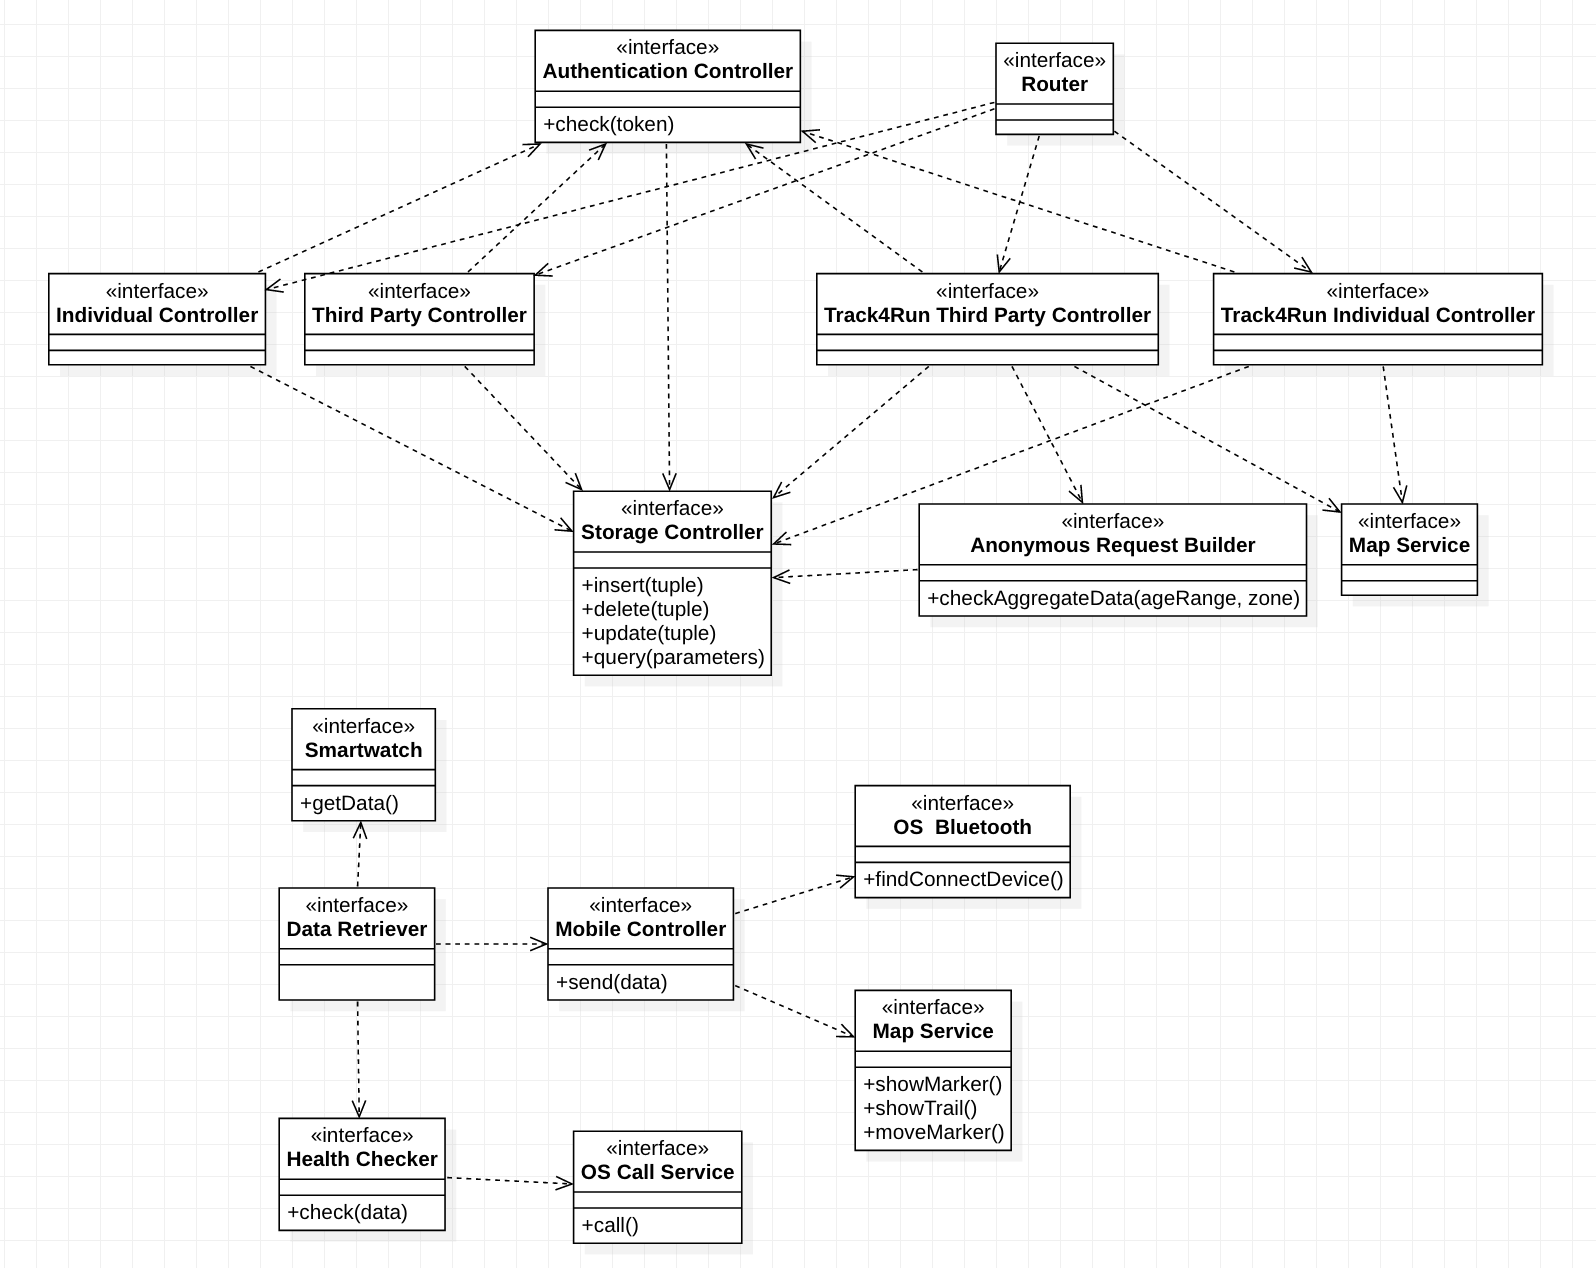 «interface»
Authentication Controller
+check(token)
«interface»
Router
«interface»
Individual Controller
«interface»
Third Party Controller
«interface»
Track4Run Third Party Controller
«interface»
Track4Run Individual Controller
«interface»
Storage Controller
+insert(tuple)
+delete(tuple)
+update(tuple)
+query(parameters)
«interface»
Anonymous Request Builder
+checkAggregateData(ageRange, zone)
«interface»
Map Service
«interface»
Smartwatch
+getData()
«interface»
OS  Bluetooth
+findConnectDevice()
«interface»
Data Retriever
«interface»
Mobile Controller
+send(data)
«interface»
Map Service
+showMarker()
+showTrail()
+moveMarker()
«interface»
Health Checker
+check(data)
«interface»
OS Call Service
+call()